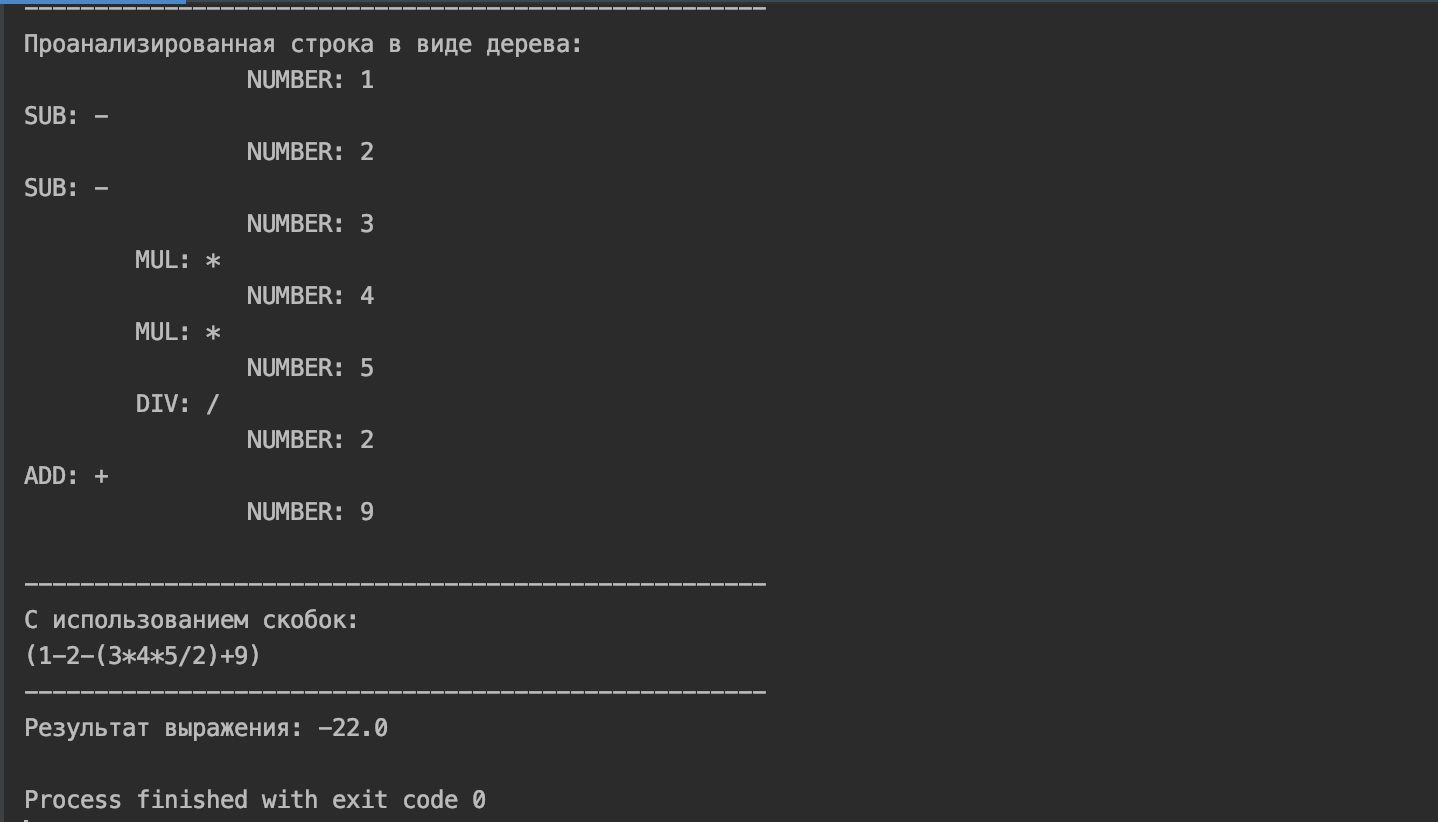 -----------------------------------------------------
Проанализированная строка в виде дерева:
                NUMBER: 1
SUB: -
                NUMBER: 2
SUB: -
                NUMBER: 3
        MUL: *
                NUMBER: 4
        MUL: *
                NUMBER: 5
        DIV: /
                NUMBER: 2
ADD: +
                NUMBER: 9
-----------------------------------------------------
С использованием скобок:
(1-2-(3*4*5/2)+9)
-----------------------------------------------------
Результат выражения: -22.0
Process finished with exit code 0